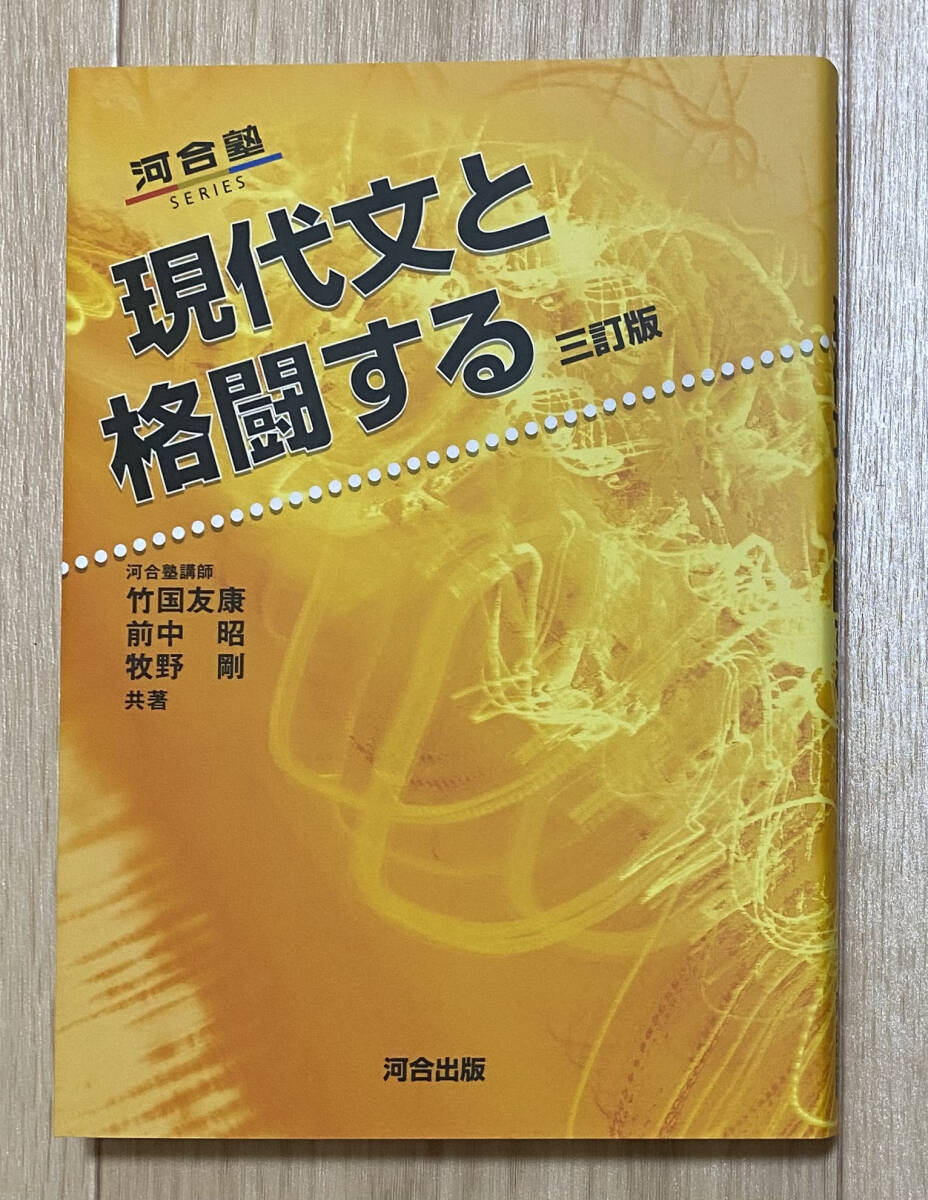 河合塾
SERIES
現代文と
格闘する
三訂版
河合塾講師
竹国友康
前中　昭
牧野　剛
共著
河合出版